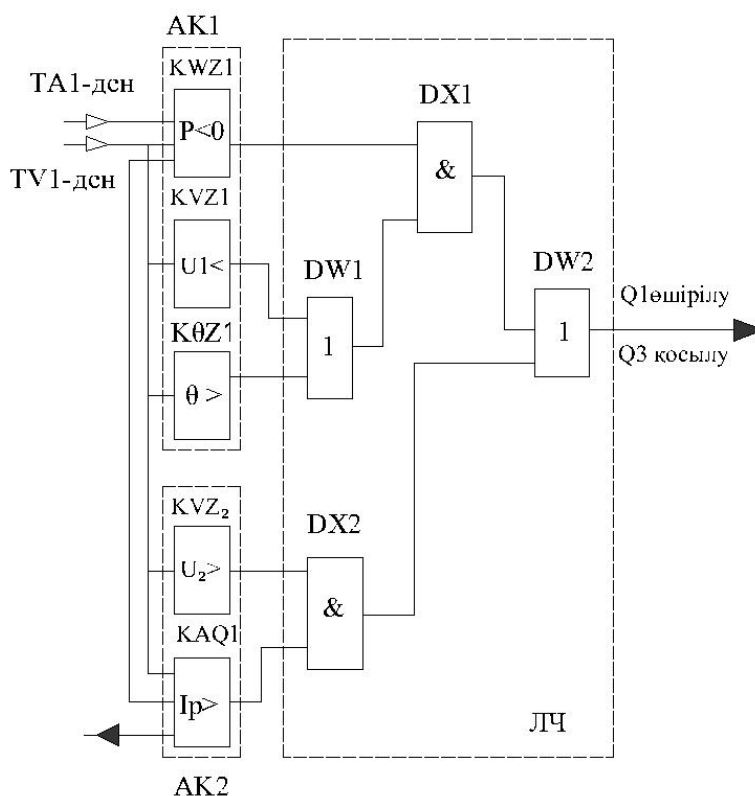 AK1
KWZ1
TA1-дсн
P<0
TV1-дсн
DX1
&
KVZ1
U1<
DW1
1
DW2
1
Q1өшірілу
Q3 қосылу
KθZ1
θ >
KVZ₂
U₂>
DX2
&
KAQ1
Ip>
ЛЧ
AK2